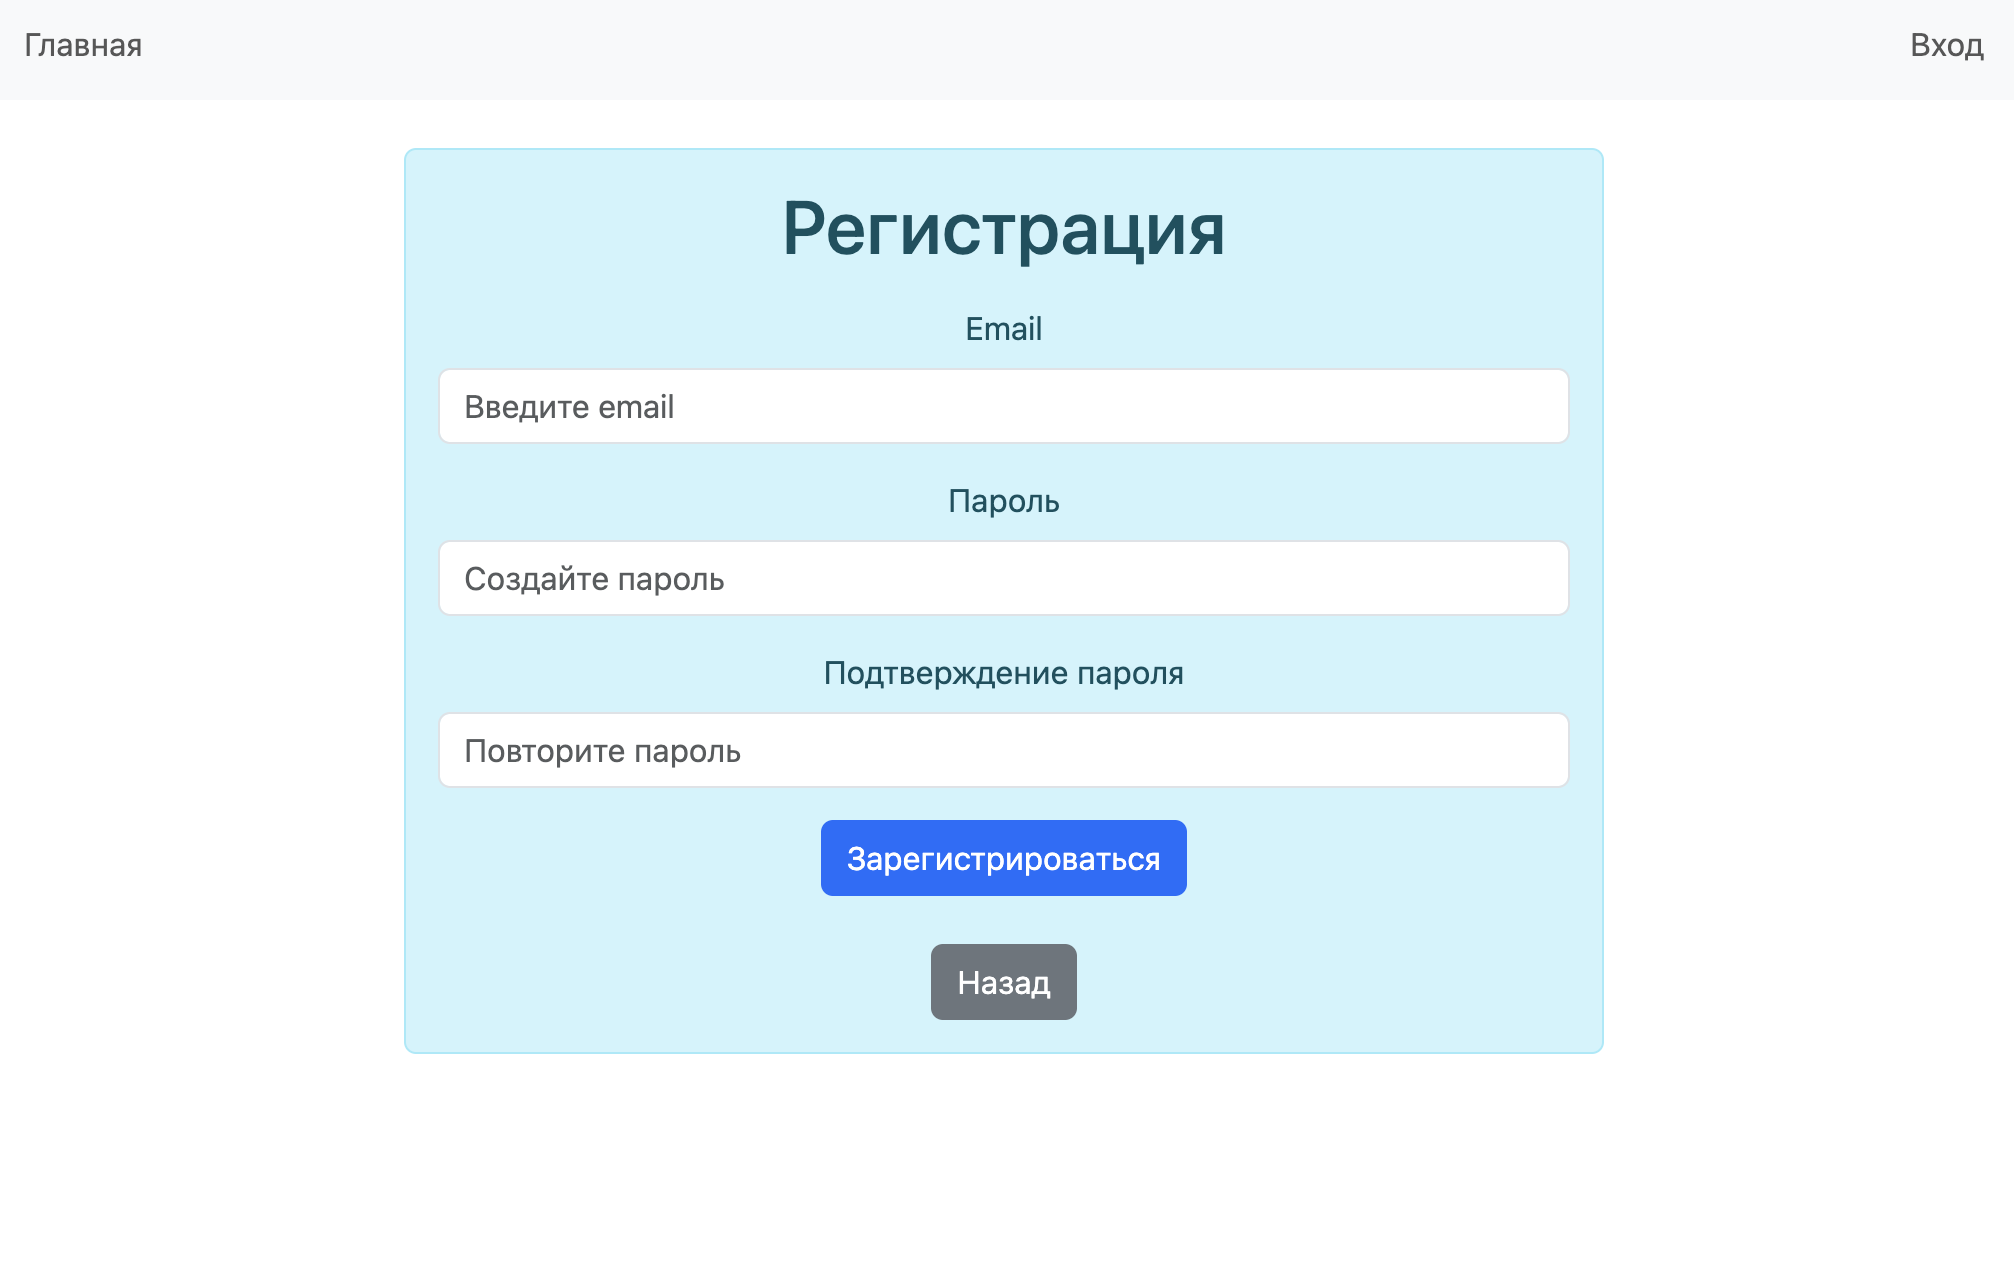 Главная
Вход
Регистрация
Email
Введите email
Пароль
Создайте пароль
Подтверждение пароля
Повторите пароль
Зарегистрироваться
Назад